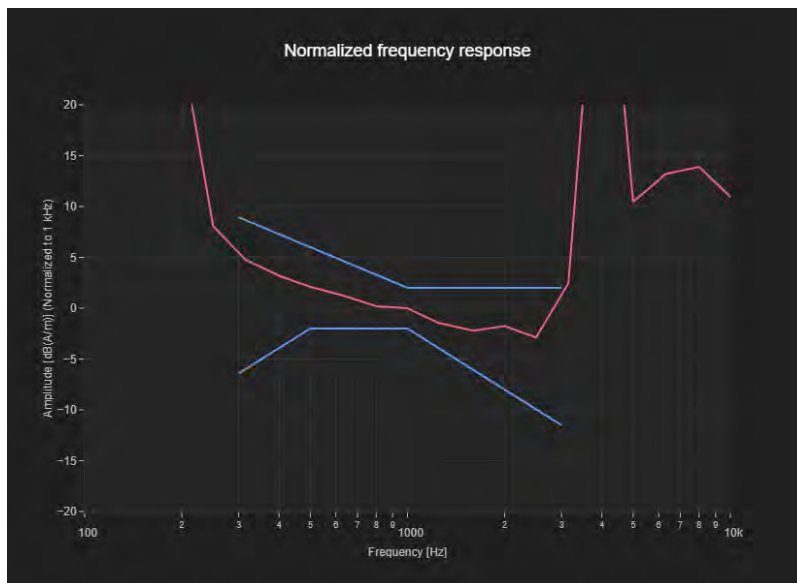 Normalized frequency response
Amplitude [dB(A/m)] (Normalized to 1 kHz)
20
15
10
5
0
−5
−10
−15
−20
100 2 3 4 5 6 7 8 9 1000 2 3 4 5 6 7 8 9 10k
Frequency [Hz]